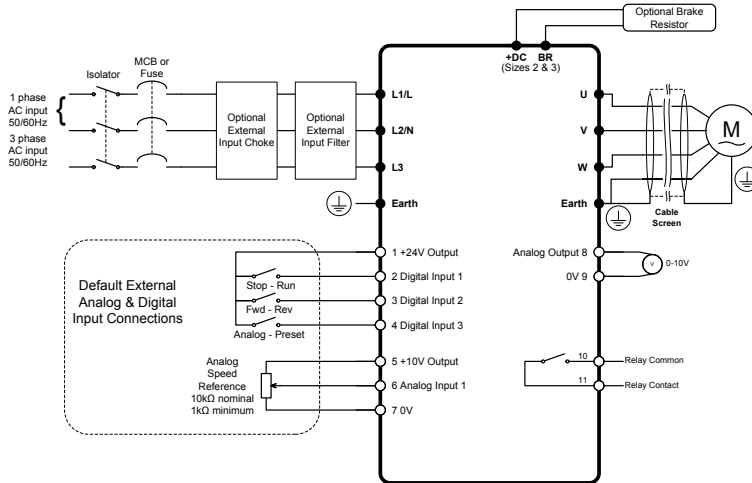 Optional Brake
Resistor
+DC BR
(Sizes 2 & 3)
MCB or
Fuse
Isolator
1 phase
AC input
50/60Hz
3 phase
AC input
50/60Hz
Optional
External
Input Choke
Optional
External
Input Filter
L1/L
L2/N
L3
Earth
U
V
W
Earth
M
Cable
Screen
Default External
Analog & Digital
Input Connections
Stop - Run
Fwd - Rev
Analog - Preset
Analog
Speed
Reference
10kΩ nominal
1kΩ minimum
1 +24V Output
2 Digital Input 1
3 Digital Input 2
4 Digital Input 3
5 +10V Output
6 Analog Input 1
7 0V
Analog Output 8
0V 9
V
0-10V
10
Relay Common
11
Relay Contact